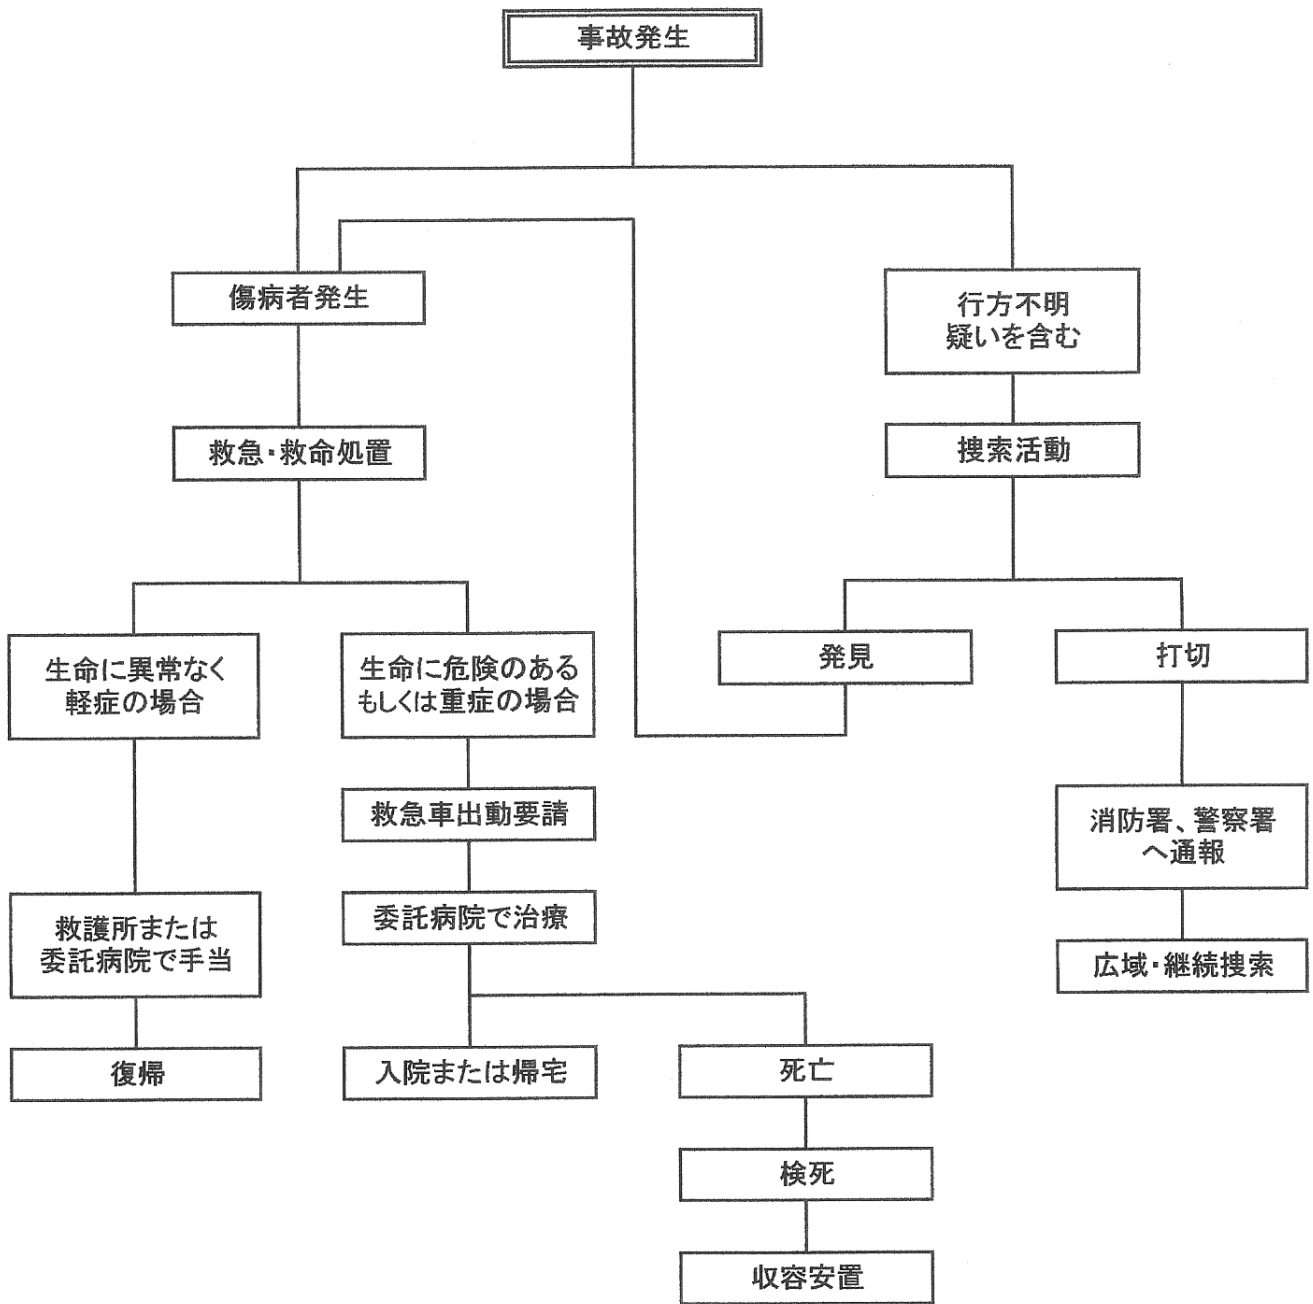 事故発生
傷病者発生
行方不明
疑いを含む
救急・救命処置
捜索活動
生命に異常なく
軽症の場合
生命に危険のある
もしくは重症の場合
発見
打切
救急車出動要請
消防署、警察署
へ通報
救護所または
委託病院で手当
委託病院で治療
広域・継続捜索
復帰
入院または帰宅
死亡
検死
収容安置